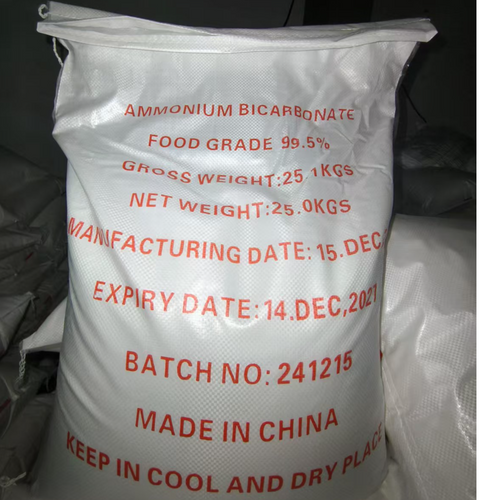 AMMONIUM BICARBONATE
FOOD GRADE 99.5%
GROSS WEIGHT:25.1KGS
NET WEIGHT:25.0KGS
MANUFACTURING DATE: 15.DEC
EXPIRY DATE:14.DEC,2027
BATCH NO: 241215
MADE IN CHINA
KEEP IN COOL AND DRY PLACE